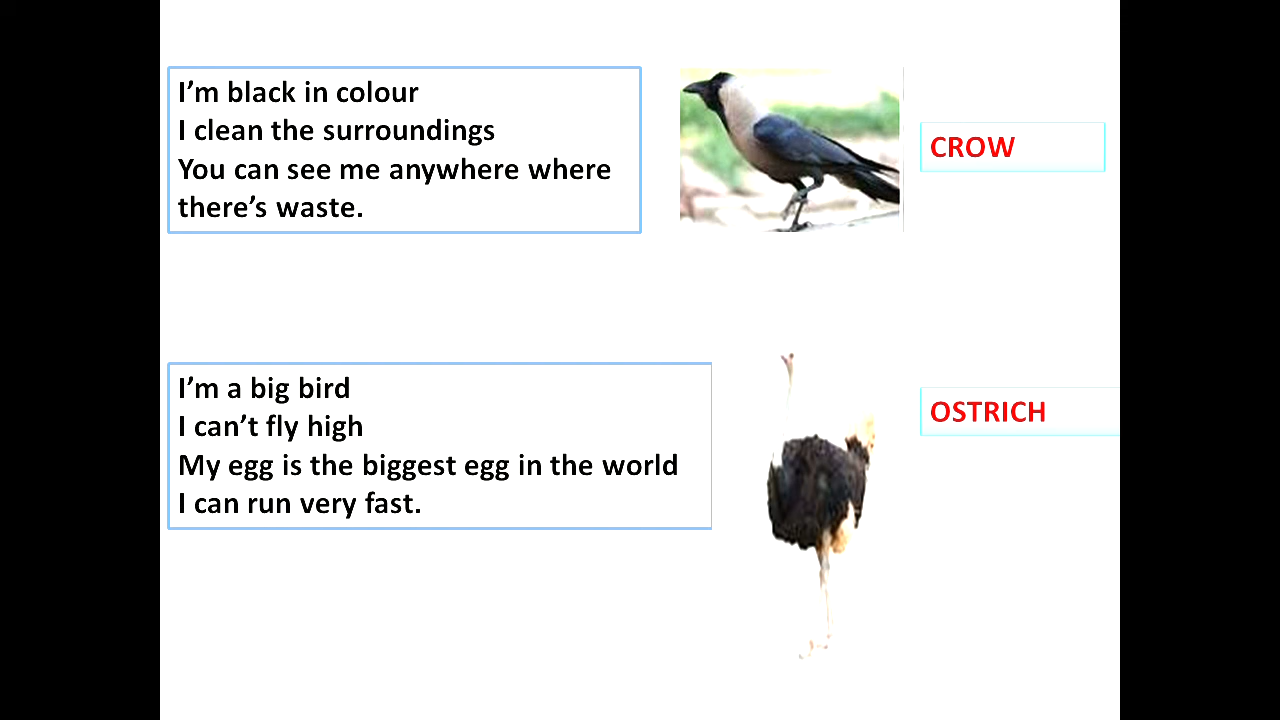 I’m black in colour
I clean the surroundings
You can see me anywhere where
there’s waste.
CROW
I’m a big bird
I can’t fly high
My egg is the biggest egg in the world
I can run very fast.
OSTRICH